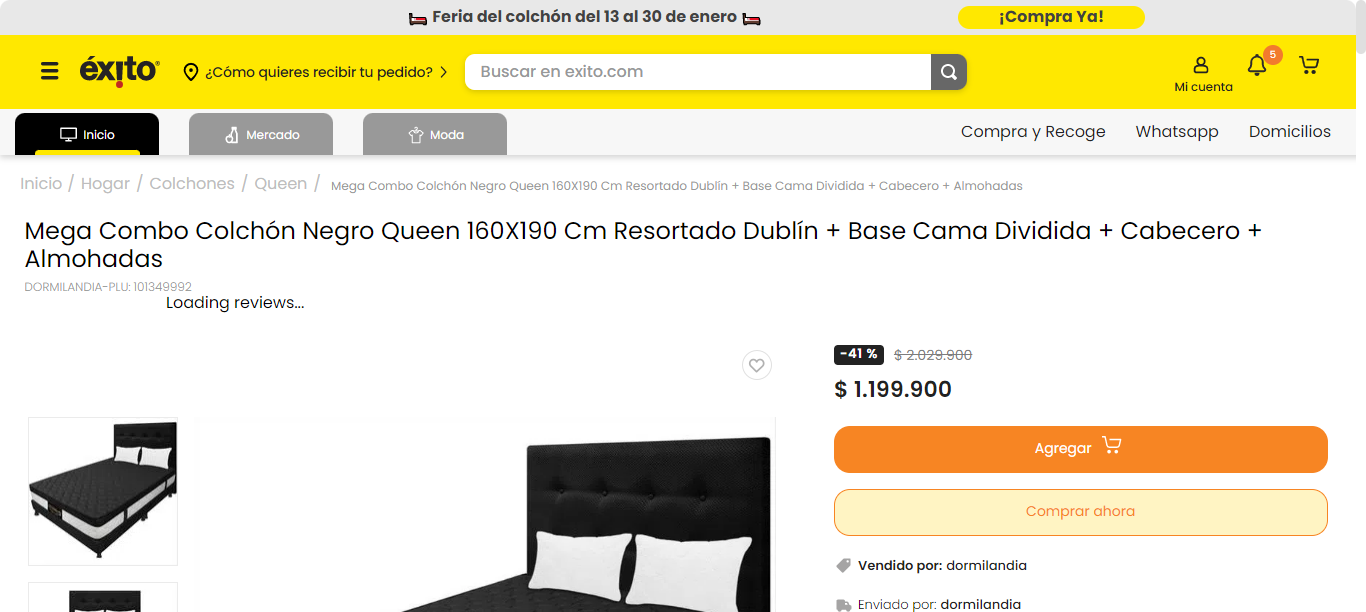 Feria del colchón del 13 al 30 de enero
¡Compra Ya!
éxito
¿Cómo quieres recibir tu pedido?
Buscar en exito.com
5
Mi cuenta
Inicio
Mercado
Moda
Compra y Recoge
Whatsapp
Domicilios
Inicio / Hogar / Colchones / Queen / Mega Combo Colchón Negro Queen 160X190 Cm Resortado Dublín + Base Cama Dividida + Cabecero + Almohadas
Mega Combo Colchón Negro Queen 160X190 Cm Resortado Dublín + Base Cama Dividida + Cabecero +
Almohadas
DORMILANDIA-PLU: 101349992
Loading reviews...
-41 % $ 2.029.900
$ 1.199.900
Agregar
Comprar ahora
Vendido por: dormilandia
Enviado por: dormilandia